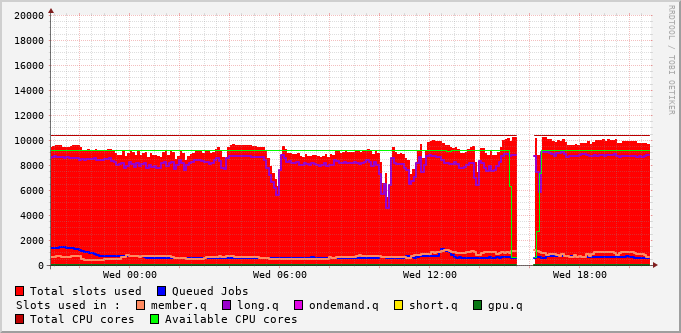 RRDTOOL / TOBI OETIKER
20000
18000
16000
14000
12000
10000
8000
6000
4000
2000
0
Wed 00:00 Wed 06:00 Wed 12:00 Wed 18:00
Total slots used Queued Jobs
Slots used in : member.q long.q ondemand.q short.q gpu.q
Total CPU cores Available CPU cores